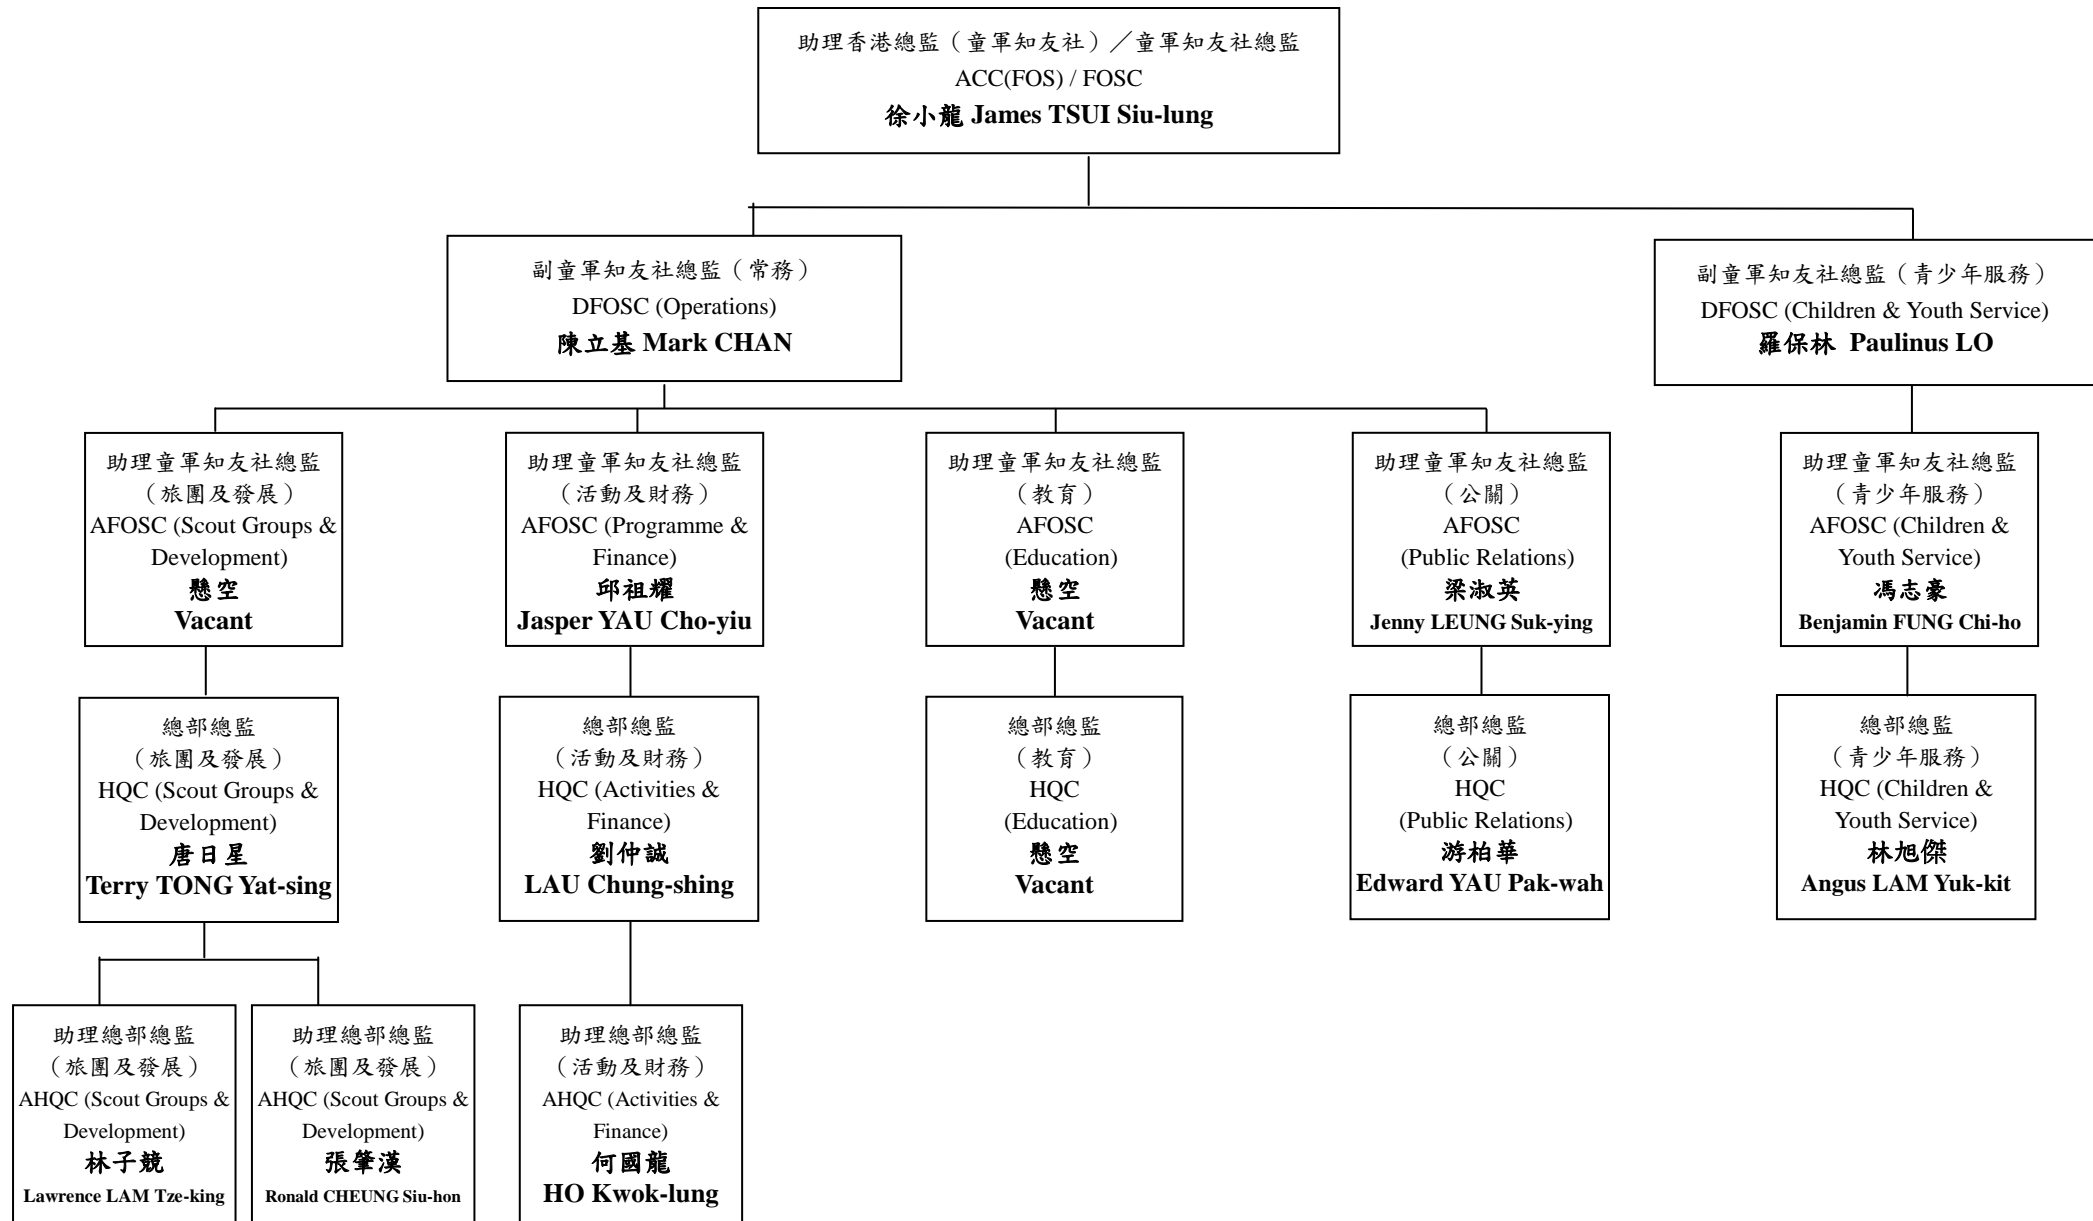 助理香港總監（童軍知友社）／童軍知友社總監
ACC(FOS) / FOSC
徐小龍 James TSUI Siu-lung
副童軍知友社總監（常務）
DFOSC (Operations)
陳立基 Mark CHAN
副童軍知友社總監（青少年服務）
DFOSC (Children & Youth Service)
羅保林 Paulinus LO
助理童軍知友社總監
（旅團及發展）
AFOSC (Scout Groups &
Development)
懸空
Vacant
助理童軍知友社總監
（活動及財務）
AFOSC (Programme &
Finance)
邱祖耀
Jasper YAU Cho-yiu
助理童軍知友社總監
（教育）
AFOSC
(Education)
懸空
Vacant
助理童軍知友社總監
（公關）
AFOSC
(Public Relations)
梁淑英
Jenny LEUNG Suk-ying
助理童軍知友社總監
（青少年服務）
AFOSC (Children &
Youth Service)
馮志豪
Benjamin FUNG Chi-ho
總部總監
（旅團及發展）
HQC (Scout Groups &
Development)
唐日星
Terry TONG Yat-sing
總部總監
（活動及財務）
HQC (Activities &
Finance)
劉仲誠
LAU Chung-shing
總部總監
（教育）
HQC
(Education)
懸空
Vacant
總部總監
（公關）
HQC
(Public Relations)
游柏華
Edward YAU Pak-wah
總部總監
（青少年服務）
HQC (Children &
Youth Service)
林旭傑
Angus LAM Yuk-kit
助理總部總監
（旅團及發展）
AHQC (Scout Groups &
Development)
林子競
Lawrence LAM Tze-king
助理總部總監
（旅團及發展）
AHQC (Scout Groups &
Development)
張肇漢
Ronald CHEUNG Siu-hon
助理總部總監
（活動及財務）
AHQC (Activities &
Finance)
何國龍
HO Kwok-lung